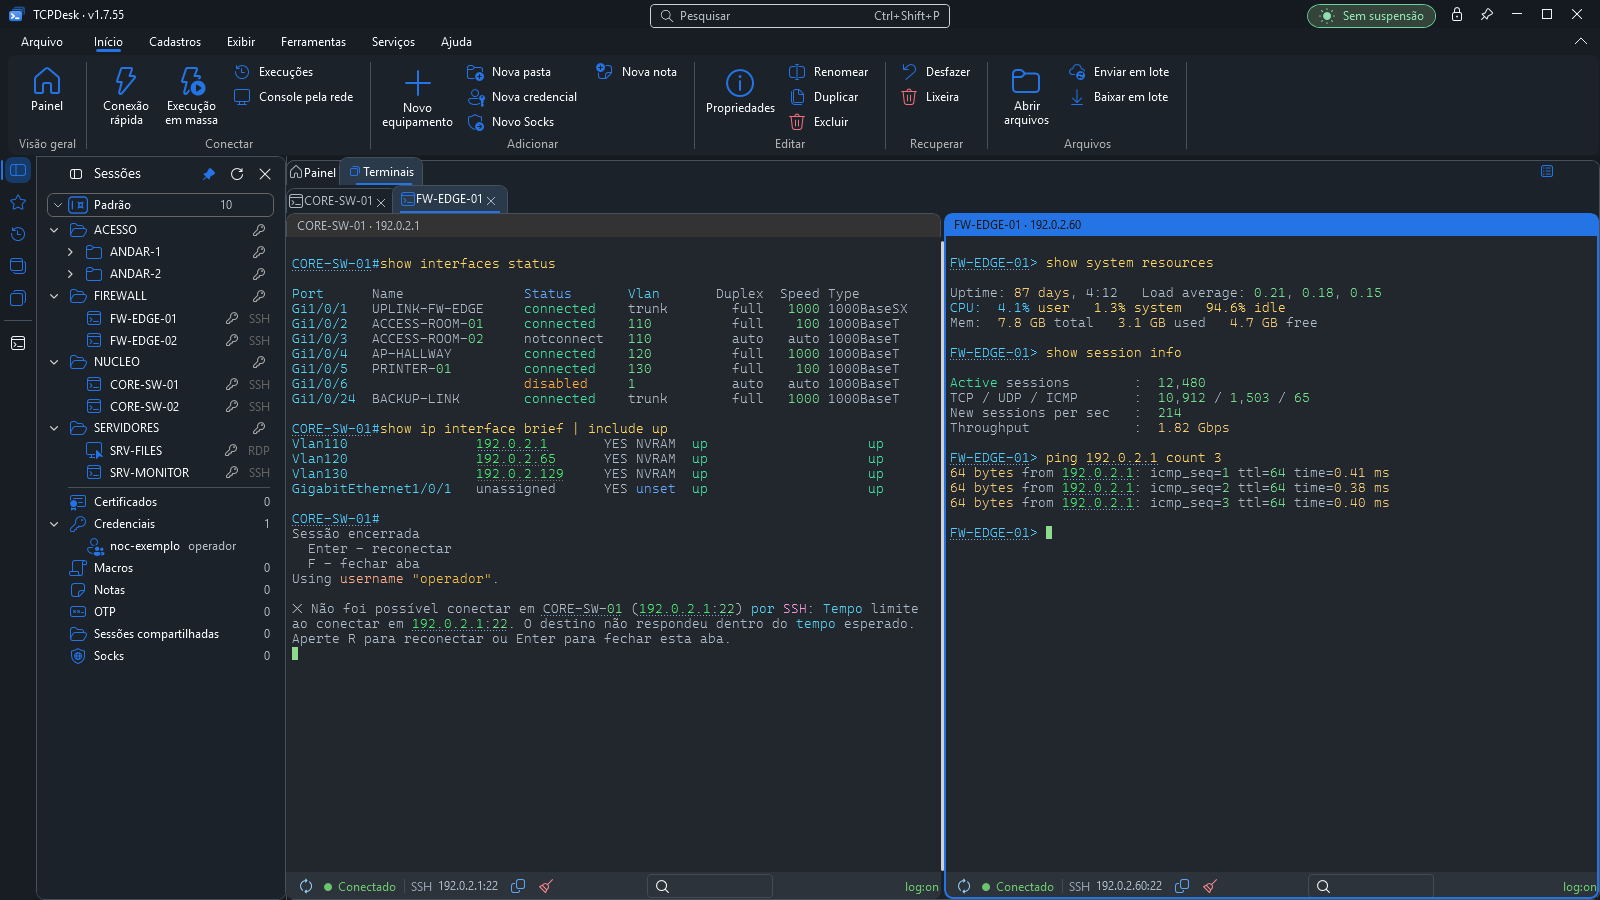 TCPDesk · v1.7.55
Pesquisar
Ctrl+Shift+P
Sem suspensão
Arquivo
Início
Cadastros
Exibir
Ferramentas
Serviços
Ajuda
Painel
Visão geral
Conexão rápida
Execução em massa
Execuções
Console pela rede
Conectar
Novo equipamento
Nova pasta
Nova credencial
Novo Socks
Nova nota
Adicionar
Propriedades
Renomear
Duplicar
Excluir
Editar
Desfazer
Lixeira
Recuperar
Abrir arquivos
Enviar em lote
Baixar em lote
Arquivos
Sessões
Padrão 10
ACESSO
ANDAR-1
ANDAR-2
FIREWALL
FW-EDGE-01 SSH
FW-EDGE-02 SSH
NUCLEO
CORE-SW-01 SSH
CORE-SW-02 SSH
SERVIDORES
SRV-FILES RDP
SRV-MONITOR SSH
Certificados 0
Credenciais 1
noc-exemplo operador
Macros 0
Notas 0
OTP 0
Sessões compartilhadas 0
Socks 0
Painel
Terminais
CORE-SW-01
FW-EDGE-01
CORE-SW-01 · 192.0.2.1
CORE-SW-01#show interfaces status
Port Name Status Vlan Duplex Speed Type
Gi1/0/1 UPLINK-FW-EDGE connected trunk full 1000 1000BaseSX
Gi1/0/2 ACCESS-ROOM-01 connected 110 full 100 1000BaseT
Gi1/0/3 ACCESS-ROOM-02 notconnect 110 auto auto 1000BaseT
Gi1/0/4 AP-HALLWAY connected 120 full 1000 1000BaseT
Gi1/0/5 PRINTER-01 connected 130 full 100 1000BaseT
Gi1/0/6 disabled 1 auto auto 1000BaseT
Gi1/0/24 BACKUP-LINK connected trunk full 1000 1000BaseT
CORE-SW-01#show ip interface brief | include up
Vlan110 192.0.2.1 YES NVRAM up up
Vlan120 192.0.2.65 YES NVRAM up up
Vlan130 192.0.2.129 YES NVRAM up up
GigabitEthernet1/0/1 unassigned YES unset up up
CORE-SW-01#
Sessão encerrada
Enter - reconectar
F - fechar aba
Using username "operador".
✕ Não foi possível conectar em CORE-SW-01 (192.0.2.1:22) por SSH: Tempo limite
ao conectar em 192.0.2.1:22. O destino não respondeu dentro do tempo esperado.
Aperte R para reconectar ou Enter para fechar esta aba.
Conectado SSH 192.0.2.1:22 log:on
FW-EDGE-01 · 192.0.2.60
FW-EDGE-01> show system resources
Uptime: 87 days, 4:12 Load average: 0.21, 0.18, 0.15
CPU: 4.1% user 1.3% system 94.6% idle
Mem: 7.8 GB total 3.1 GB used 4.7 GB free
FW-EDGE-01> show session info
Active sessions : 12,480
TCP / UDP / ICMP : 10,912 / 1,503 / 65
New sessions per sec : 214
Throughput : 1.82 Gbps
FW-EDGE-01> ping 192.0.2.1 count 3
64 bytes from 192.0.2.1: icmp_seq=1 ttl=64 time=0.41 ms
64 bytes from 192.0.2.1: icmp_seq=2 ttl=64 time=0.38 ms
64 bytes from 192.0.2.1: icmp_seq=3 ttl=64 time=0.40 ms
FW-EDGE-01>
Conectado SSH 192.0.2.60:22 log:on